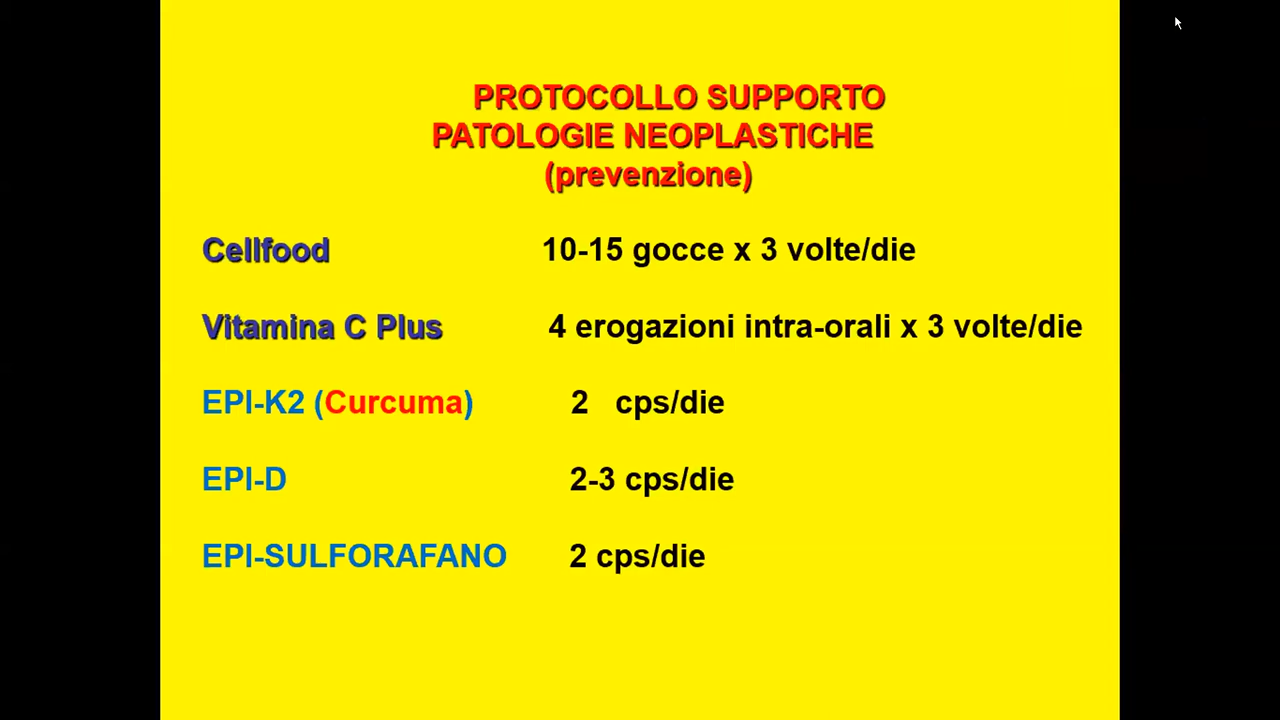 PROTOCOLLO SUPPORTO
PATOLOGIE NEOPLASTICHE
(prevenzione)
Cellfood 10-15 gocce x 3 volte/die
Vitamina C Plus 4 erogazioni intra-orali x 3 volte/die
EPI-K2 (Curcuma) 2 cps/die
EPI-D 2-3 cps/die
EPI-SULFORAFANO 2 cps/die